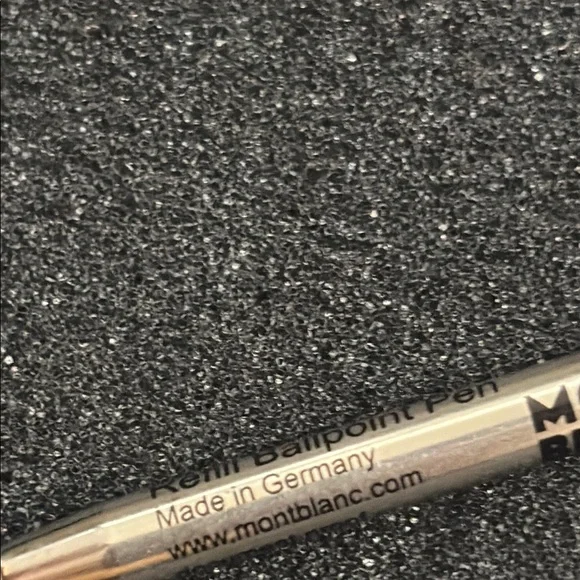 Refill Ballpoint Pen
Made in Germany
www.montblanc.com